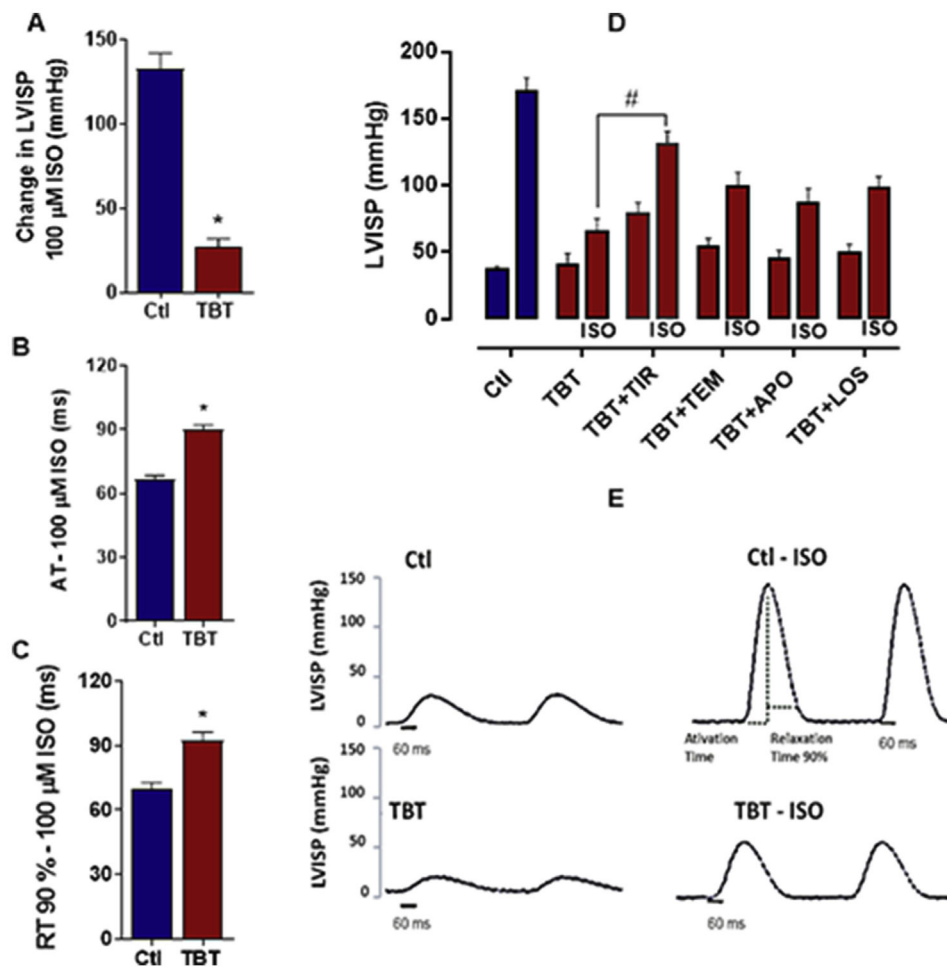 A
Change in LVISP
100 µM ISO (mmHg)
150
100
50
0
*
Ctl TBT
B
AT - 100 µM ISO (ms)
120
90
60
30
0
*
Ctl TBT
C
RT 90 % - 100 µM ISO (ms)
120
90
60
30
0
*
Ctl TBT
D
LVISP (mmHg)
200
150
100
50
0
#
ISO ISO ISO ISO ISO
Ctl
TBT
TBT+TIR
TBT+TEM
TBT+APO
TBT+LOS
E
Ctl
LVISP (mmHg)
150
100
50
0
60 ms
Ctl - ISO
Ativation
Time
Relaxation
Time 90%
60 ms
TBT
LVISP (mmHg)
150
100
50
0
60 ms
TBT - ISO
60 ms